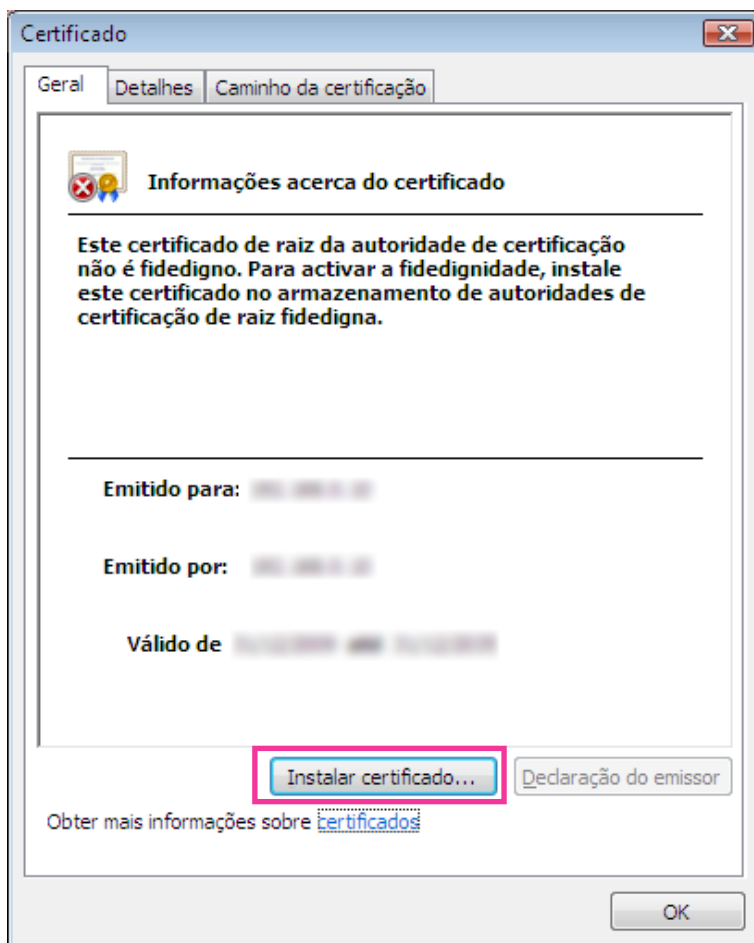 Certificado
Geral
Detalhes
Caminho da certificação
Informações acerca do certificado
Este certificado de raiz da autoridade de certificação
não é fidedigno. Para activar a fidedignidade, instale
este certificado no armazenamento de autoridades de
certificação de raiz fidedigna.
Emitido para:
Emitido por:
Válido de
Instalar certificado...
Declaração do emissor
Obter mais informações sobre certificados
OK